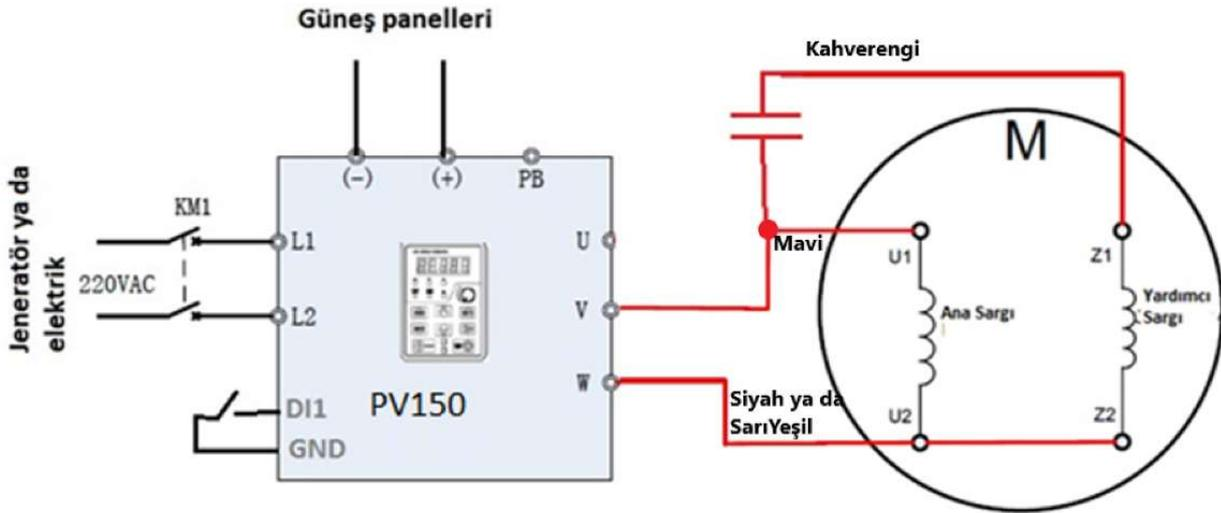 Güneş panelleri
Kahverengi
M
(-)
(+)
PB
Jeneratör ya da
elektrik
KM1
L1
U
Mavi
U1
Z1
220VAC
L2
V
Ana Sargı
Yardımcı
Sargı
W
PV150
DI1
GND
Siyah ya da
SarıYeşil
U2
Z2